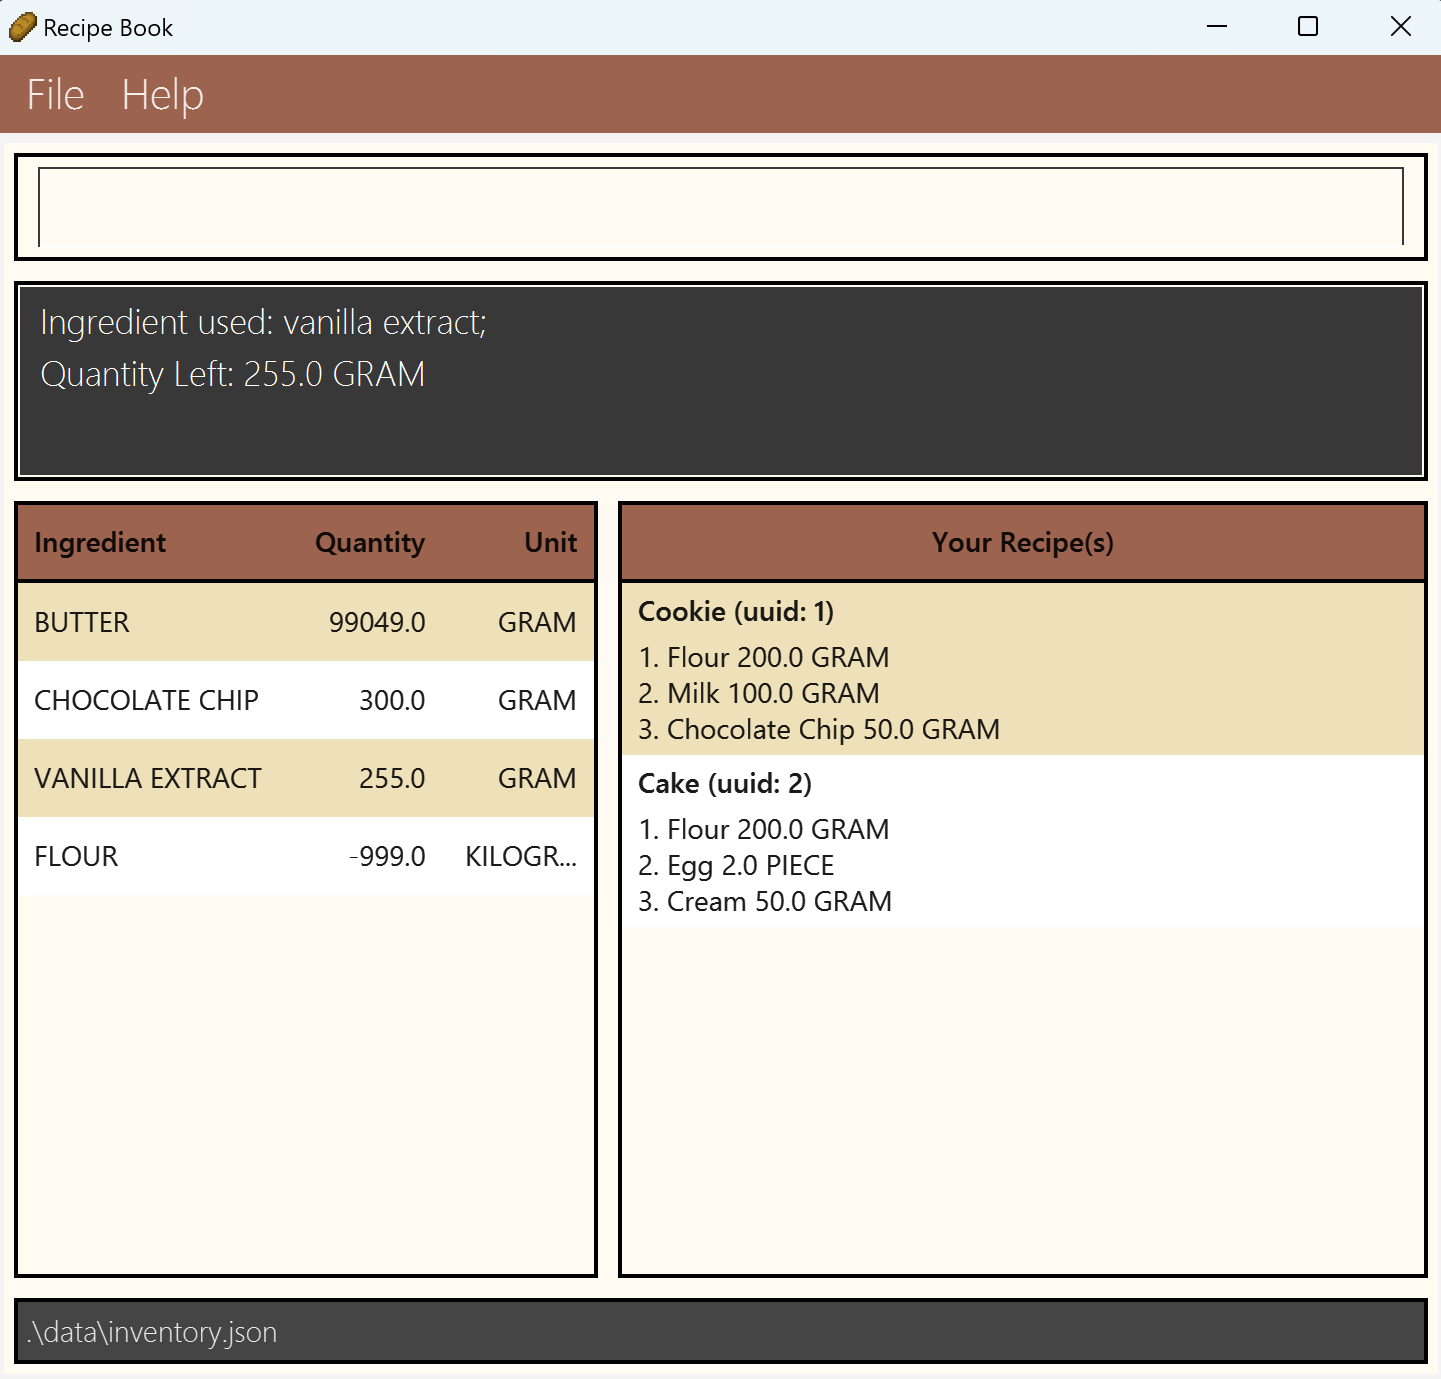 Recipe Book
File Help
Ingredient used: vanilla extract;
Quantity Left: 255.0 GRAM
Ingredient Quantity Unit
BUTTER 99049.0 GRAM
CHOCOLATE CHIP 300.0 GRAM
VANILLA EXTRACT 255.0 GRAM
FLOUR -999.0 KILOGR...
Your Recipe(s)
Cookie (uuid: 1)
1. Flour 200.0 GRAM
2. Milk 100.0 GRAM
3. Chocolate Chip 50.0 GRAM
Cake (uuid: 2)
1. Flour 200.0 GRAM
2. Egg 2.0 PIECE
3. Cream 50.0 GRAM
.\data\inventory.json